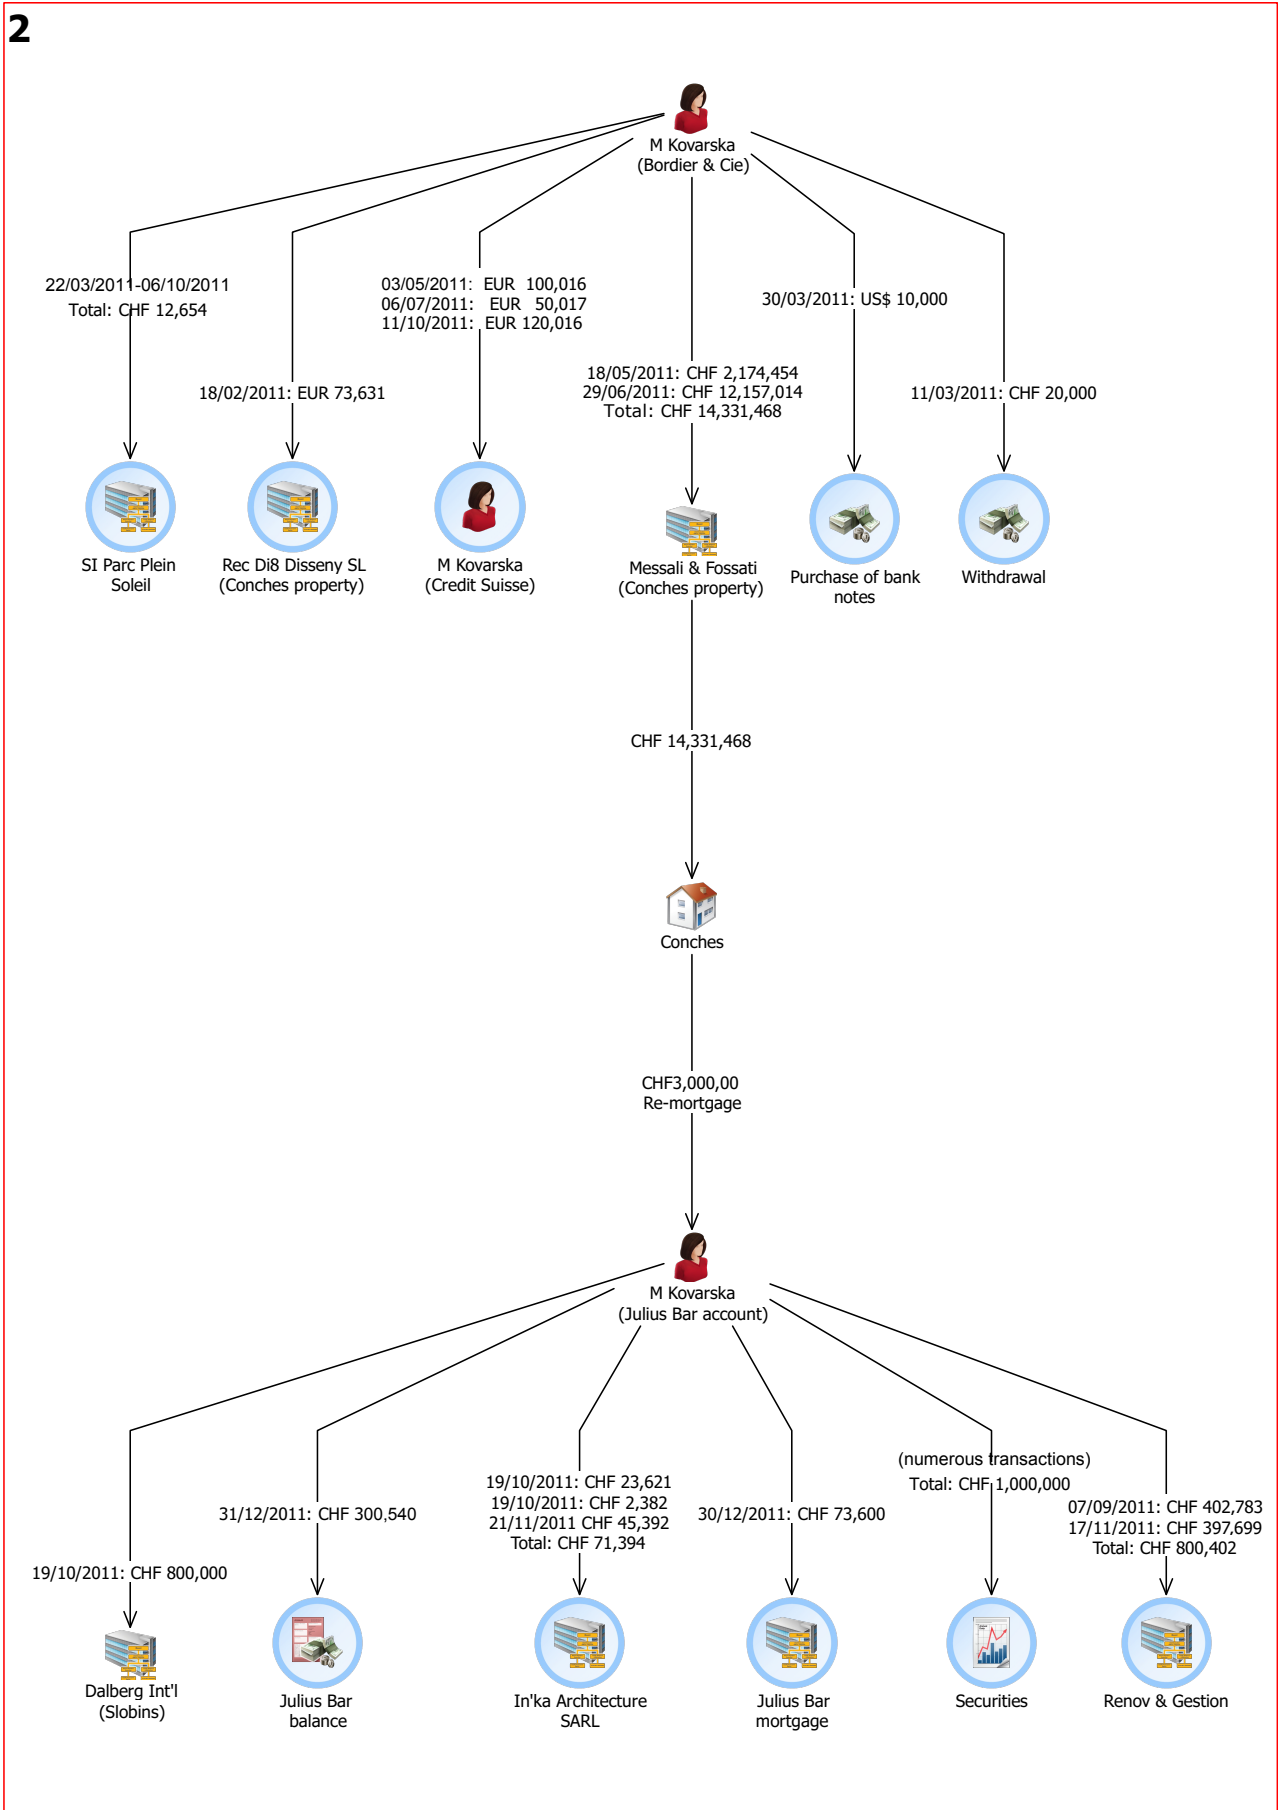 2
M Kovarska
(Bordier & Cie)
22/03/2011-06/10/2011
Total: CHF 12,654
18/02/2011: EUR 73,631
03/05/2011: EUR 100,016
06/07/2011: EUR 50,017
11/10/2011: EUR 120,016
18/05/2011: CHF 2,174,454
29/06/2011: CHF 12,157,014
Total: CHF 14,331,468
30/03/2011: US$ 10,000
11/03/2011: CHF 20,000
SI Parc Plein
Soleil
Rec Di8 Disseny SL
(Conches property)
M Kovarska
(Credit Suisse)
Messali & Fossati
(Conches property)
Purchase of bank
notes
Withdrawal
CHF 14,331,468
Conches
CHF3,000,00
Re-mortgage
M Kovarska
(Julius Bar account)
19/10/2011: CHF 800,000
31/12/2011: CHF 300,540
19/10/2011: CHF 23,621
19/10/2011: CHF 2,382
21/11/2011 CHF 45,392
Total: CHF 71,394
30/12/2011: CHF 73,600
(numerous transactions)
Total: CHF 1,000,000
07/09/2011: CHF 402,783
17/11/2011: CHF 397,699
Total: CHF 800,402
Dalberg Int'l
(Slobins)
Julius Bar
balance
In'ka Architecture
SARL
Julius Bar
mortgage
Securities
Renov & Gestion